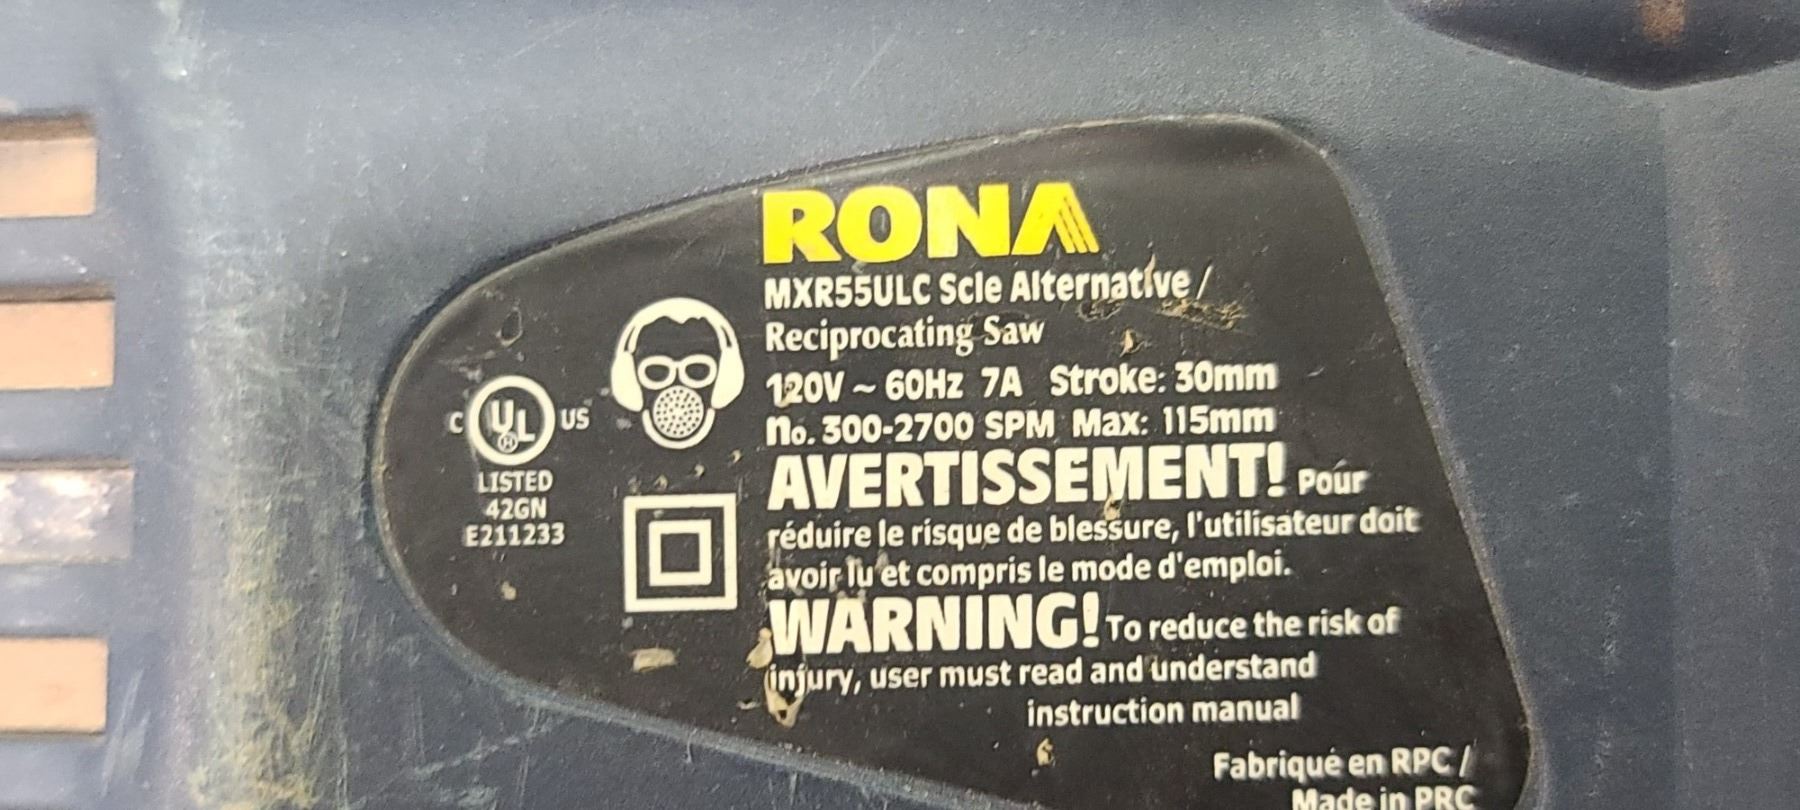 RONA
MXR55ULC Scie Alternative /
Reciprocating Saw
120V ~ 60Hz 7A Stroke: 30mm
no. 300-2700 SPM Max: 115mm
AVERTISSEMENT! Pour
réduire le risque de blessure, l'utilisateur doit
avoir lu et compris le mode d'emploi.
WARNING! To reduce the risk of
injury, user must read and understand
instruction manual
Fabriqué en RPC /
Made in PRC
C UL ® US
LISTED
42GN
E211233